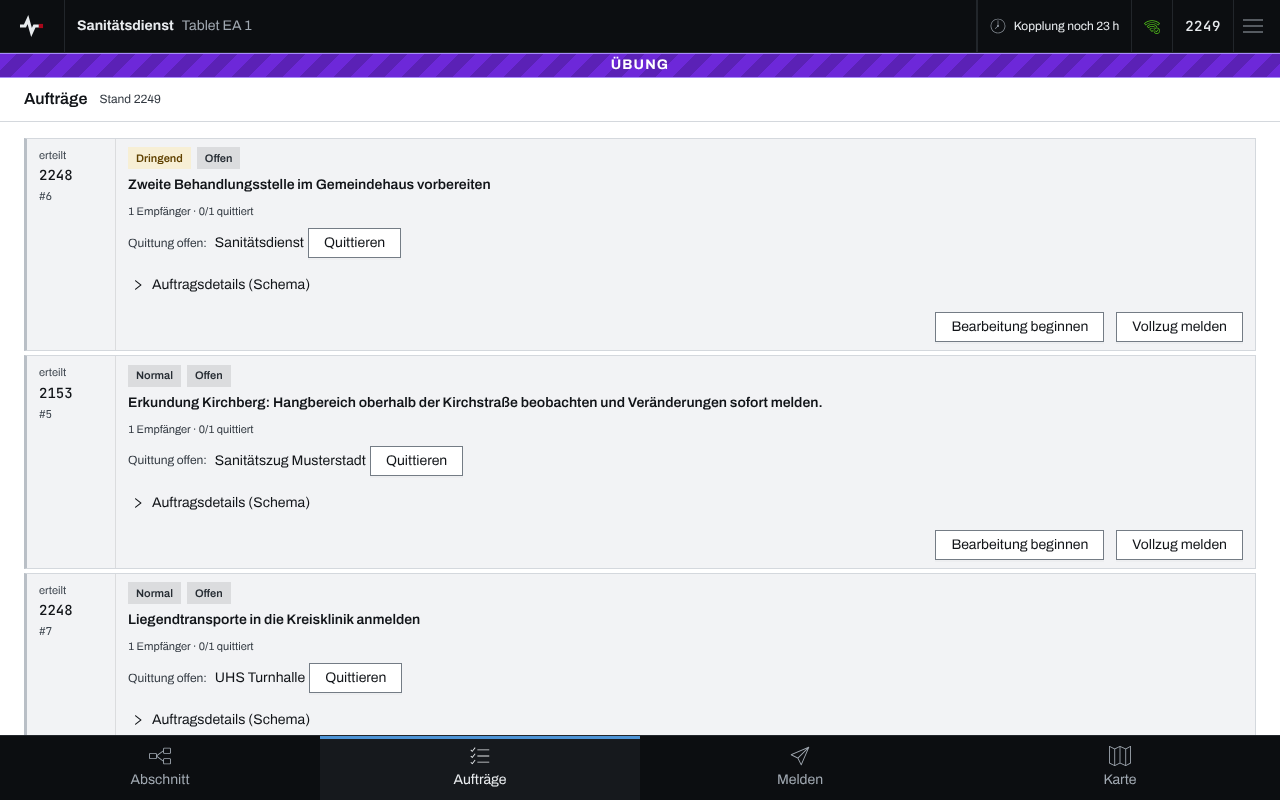 Sanitätsdienst Tablet EA 1
Kopplung noch 23 h
2249
ÜBUNG
Aufträge Stand 2249
erteilt
2248
#6
Dringend Offen
Zweite Behandlungsstelle im Gemeindehaus vorbereiten
1 Empfänger · 0/1 quittiert
Quittung offen: Sanitätsdienst Quittieren
Auftragsdetails (Schema)
Bearbeitung beginnen Vollzug melden
erteilt
2153
#5
Normal Offen
Erkundung Kirchberg: Hangbereich oberhalb der Kirchstraße beobachten und Veränderungen sofort melden.
1 Empfänger · 0/1 quittiert
Quittung offen: Sanitätszug Musterstadt Quittieren
Auftragsdetails (Schema)
Bearbeitung beginnen Vollzug melden
erteilt
2248
#7
Normal Offen
Liegendtransporte in die Kreisklinik anmelden
1 Empfänger · 0/1 quittiert
Quittung offen: UHS Turnhalle Quittieren
Auftragsdetails (Schema)
Abschnitt Aufträge Melden Karte